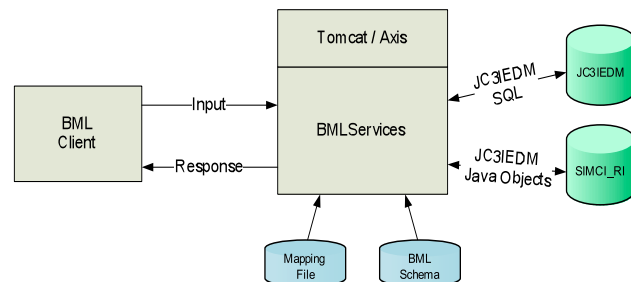 Tomcat / Axis
JC3IEDM
SQL
JC3IEDM
BML
Client
Input
BMLServices
Response
JC3IEDM
Java Objects
SIMCI_RI
Mapping
File
BML
Schema